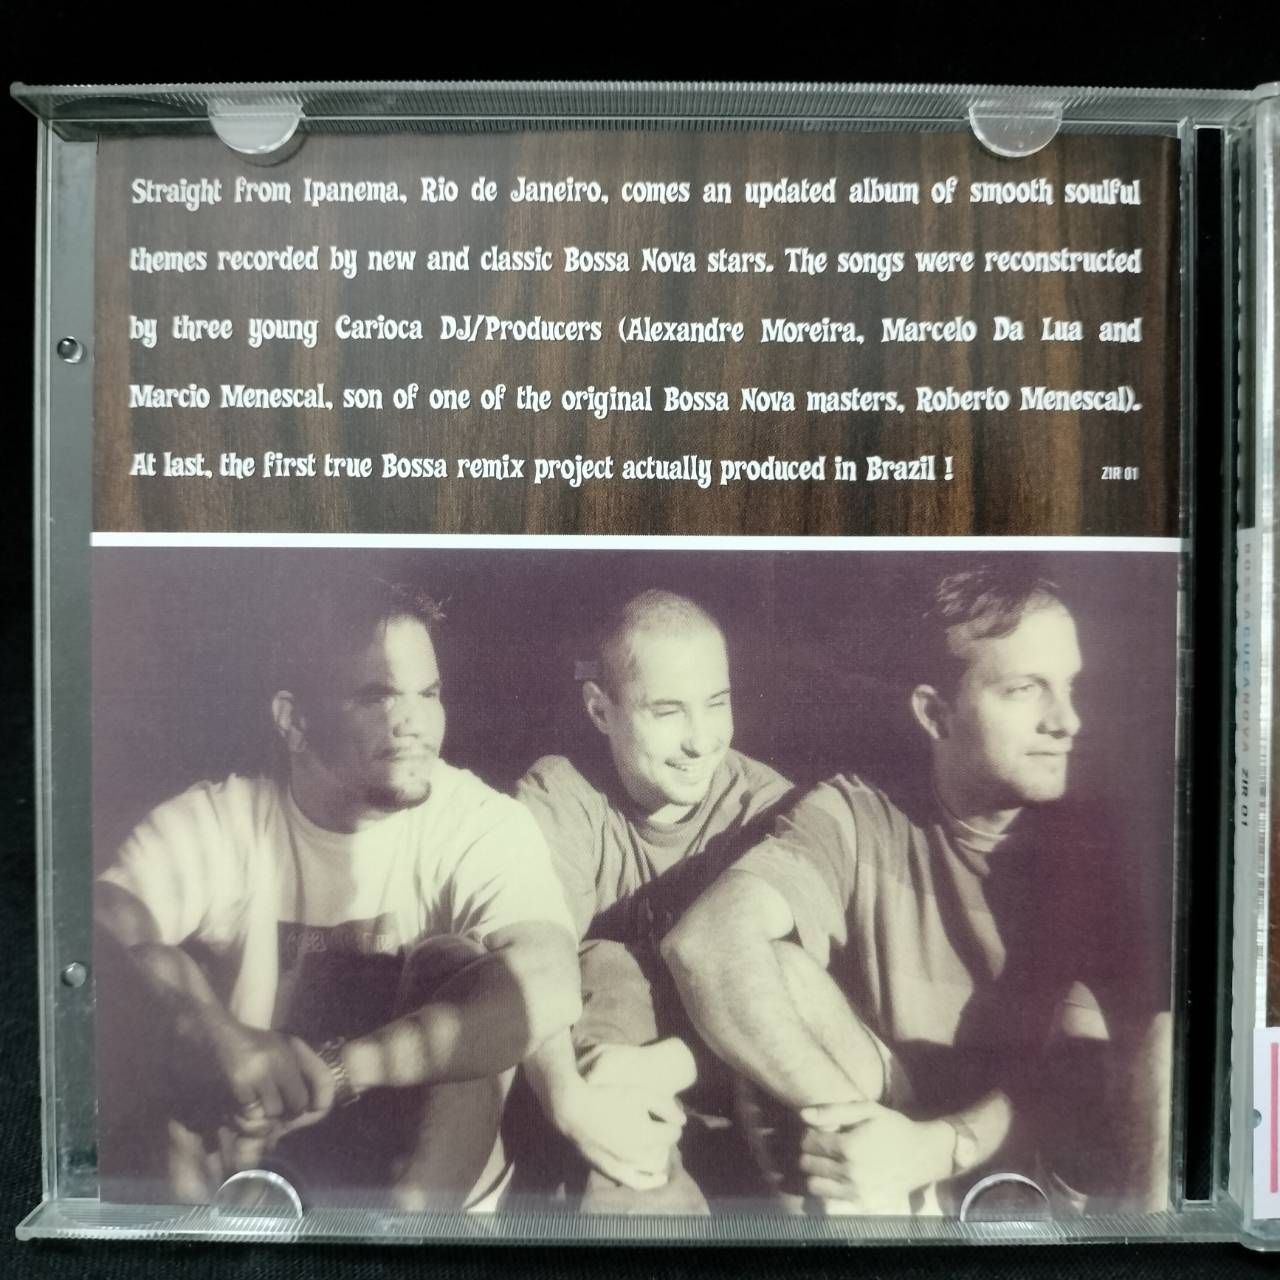 Straight from Ipanema, Rio de Janeiro, comes an updated album of smooth soulful
themes recorded by new and classic Bossa Nova stars. The songs were reconstructed
by three young Carioca DJ/Producers (Alexandre Moreira, Marcelo Da Lua and
Marcio Menescal, son of one of the original Bossa Nova masters, Roberto Menescal).
At last, the first true Bossa remix project actually produced in Brazil !
ZIR 01
BOSSACUCANOVA ZIR 01